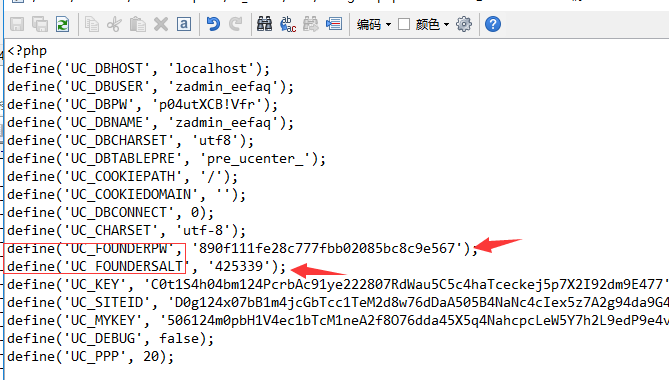 编码 颜色
<?php
define('UC_DBHOST', 'localhost');
define('UC_DBUSER', 'zadmin_eefaq');
define('UC_DBPW', 'p04utXCB!Vfr');
define('UC_DBNAME', 'zadmin_eefaq');
define('UC_DBCHARSET', 'utf8');
define('UC_DBTABLEPRE', 'pre_ucenter_');
define('UC_COOKIEPATH', '/');
define('UC_COOKIEDOMAIN', '');
define('UC_DBCONNECT', 0);
define('UC_CHARSET', 'utf-8');
define('UC_FOUNDERPW', '890f111fe28c777fbb02085bc8c9e567');
define('UC_FOUNDERSALT', '425339');
define('UC_KEY', 'C0t1S4h04bm124PcrbAc91ye222807RdWau5C5c4haTceckej5p7X2I92dm9E477'
define('UC_SITEID', 'D0g124x07bB1m4jcGbTcc1TeM2d8w76dDaA505B4NaNc4cIex5z7A2g94da9G4
define('UC_MYKEY', '506124m0pbH1V4ec1bTcM1neA2f8O76dda45X5q4NahcpcLeW5Y7h2L9edP9e4v
define('UC_DEBUG', false);
define('UC_PPP', 20);